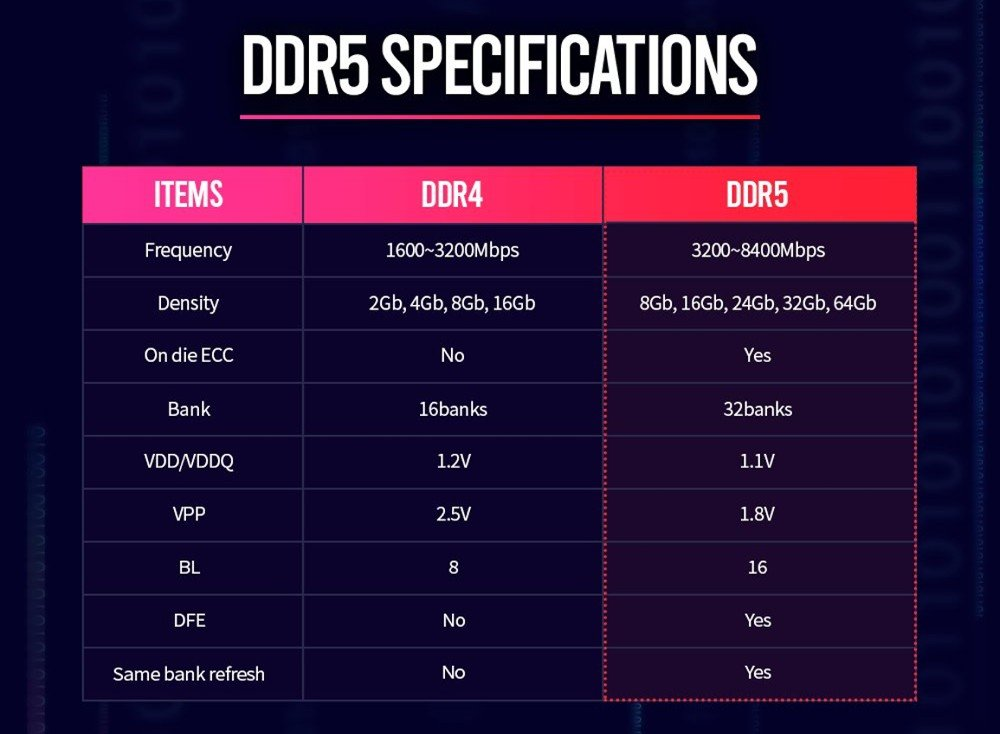 DDR5 SPECIFICATIONS
ITEMS DDR4 DDR5
Frequency 1600~3200Mbps 3200~8400Mbps
Density 2Gb, 4Gb, 8Gb, 16Gb 8Gb, 16Gb, 24Gb, 32Gb, 64Gb
On die ECC No Yes
Bank 16banks 32banks
VDD/VDDQ 1.2V 1.1V
VPP 2.5V 1.8V
BL 8 16
DFE No Yes
Same bank refresh No Yes